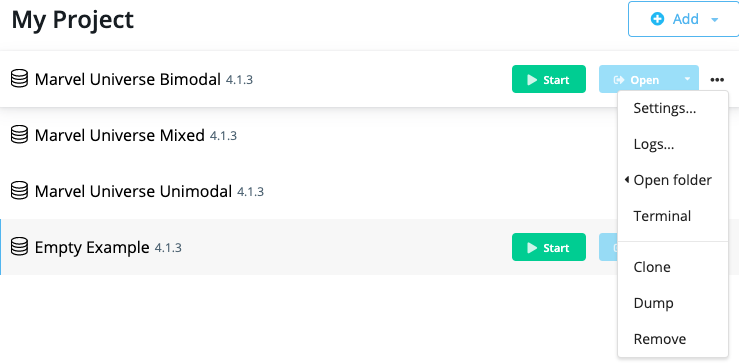 My Project
Add
Marvel Universe Bimodal 4.1.3
Start
Open
Settings...
Logs...
Marvel Universe Mixed 4.1.3
Open folder
Marvel Universe Unimodal 4.1.3
Terminal
Empty Example 4.1.3
Start
Clone
Dump
Remove